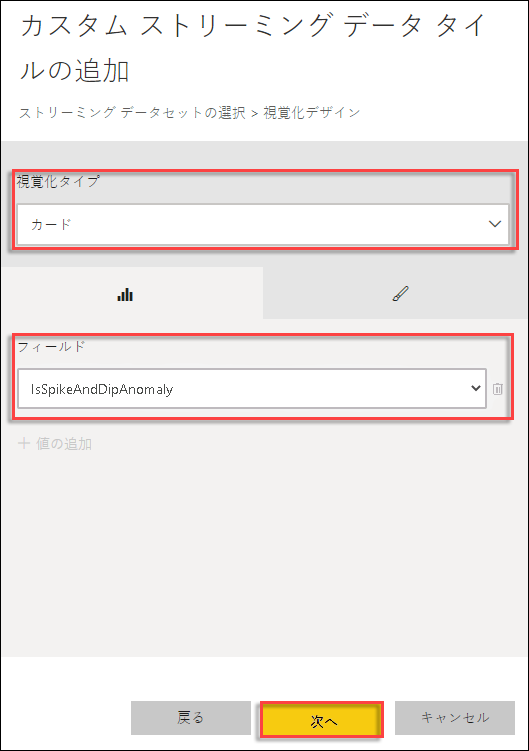 カスタム ストリーミング データ タイ
ルの追加
ストリーミング データセットの選択 > 視覚化デザイン
視覚化タイプ
カード
フィールド
IsSpikeAndDipAnomaly
+ 値の追加
戻る
次へ
キャンセル